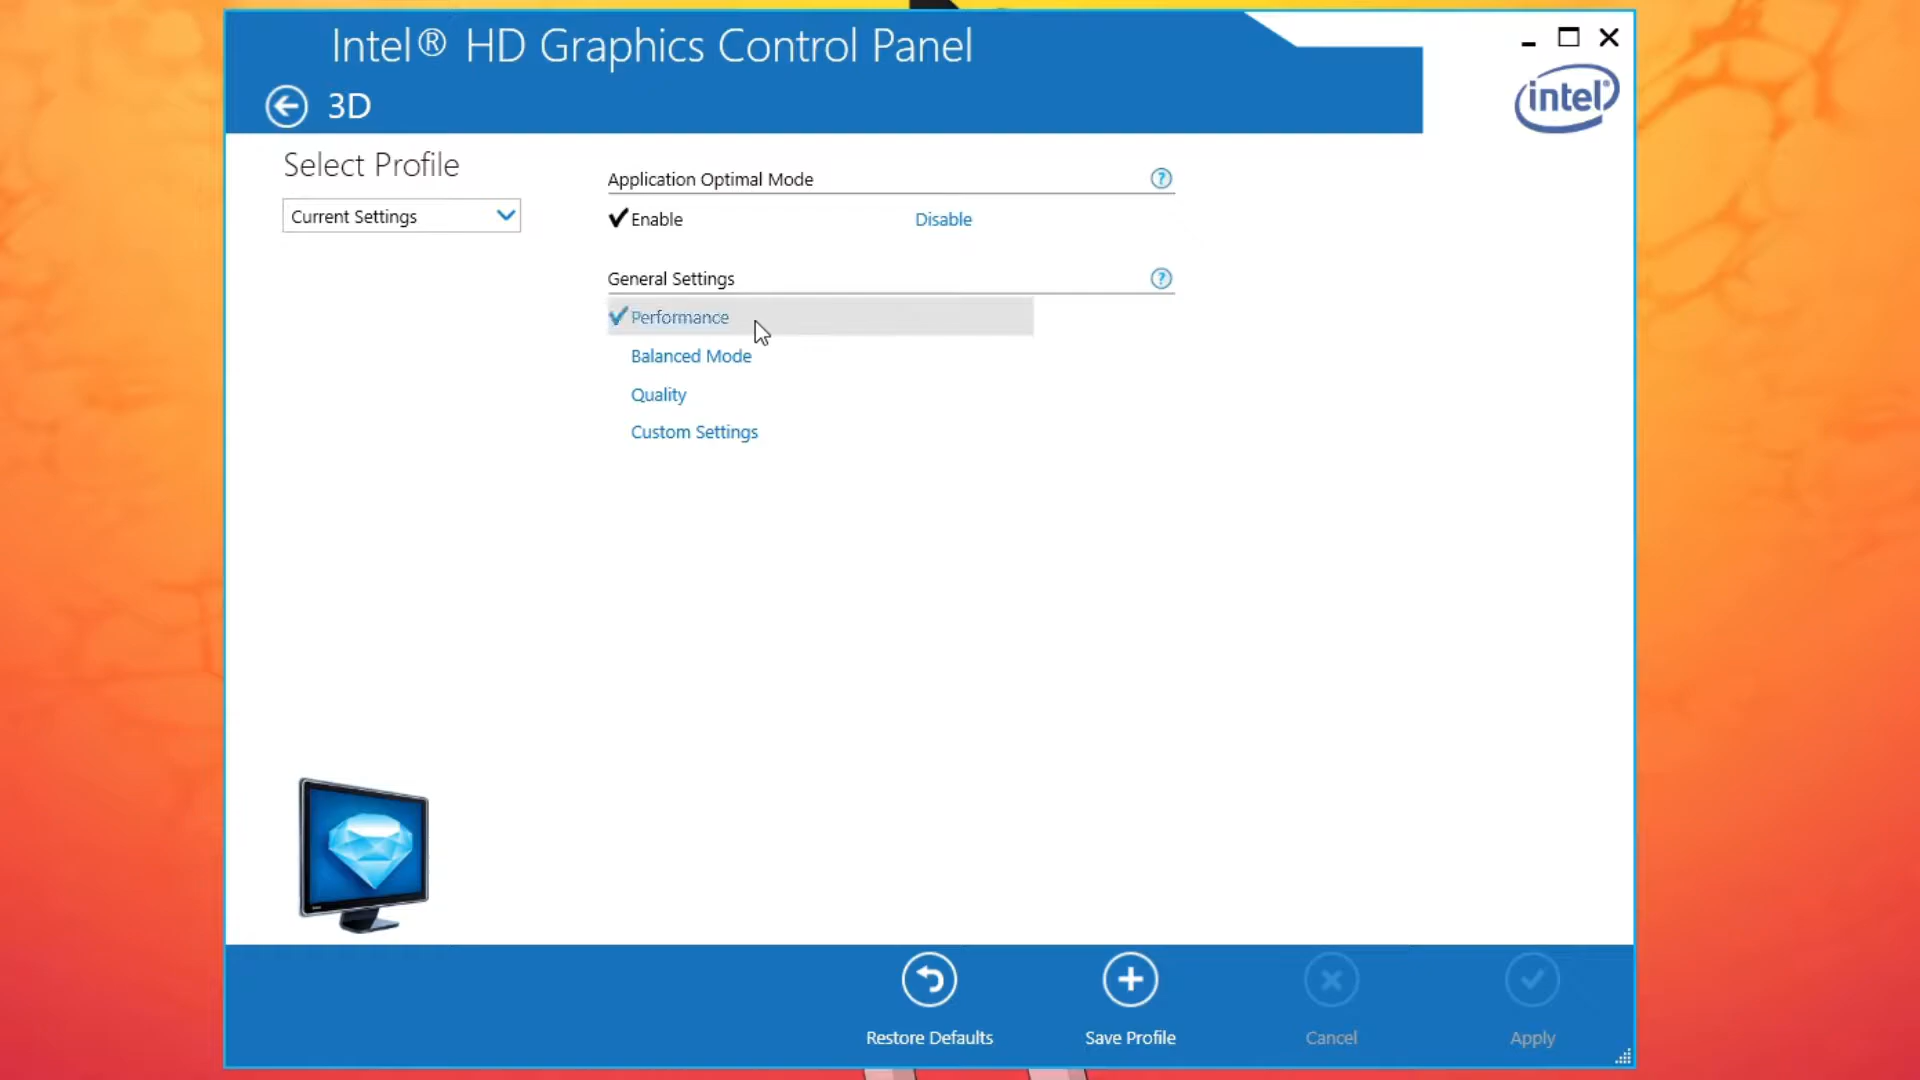 Intel® HD Graphics Control Panel
3D
intel®
Select Profile
Current Settings
Application Optimal Mode ?
Enable Disable
General Settings ?
Performance
Balanced Mode
Quality
Custom Settings
Restore Defaults Save Profile Cancel Apply